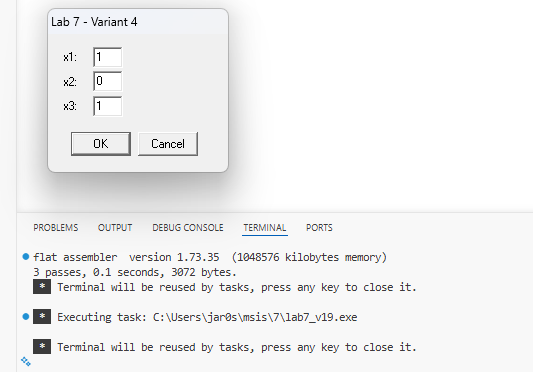 Lab 7 - Variant 4
x1: 1
x2: 0
x3: 1
OK Cancel
PROBLEMS OUTPUT DEBUG CONSOLE TERMINAL PORTS
flat assembler  version 1.73.35  (1048576 kilobytes memory)
3 passes, 0.1 seconds, 3072 bytes.
* Terminal will be reused by tasks, press any key to close it.
* Executing task: C:\Users\jar0s\msis\7\lab7_v19.exe
* Terminal will be reused by tasks, press any key to close it.